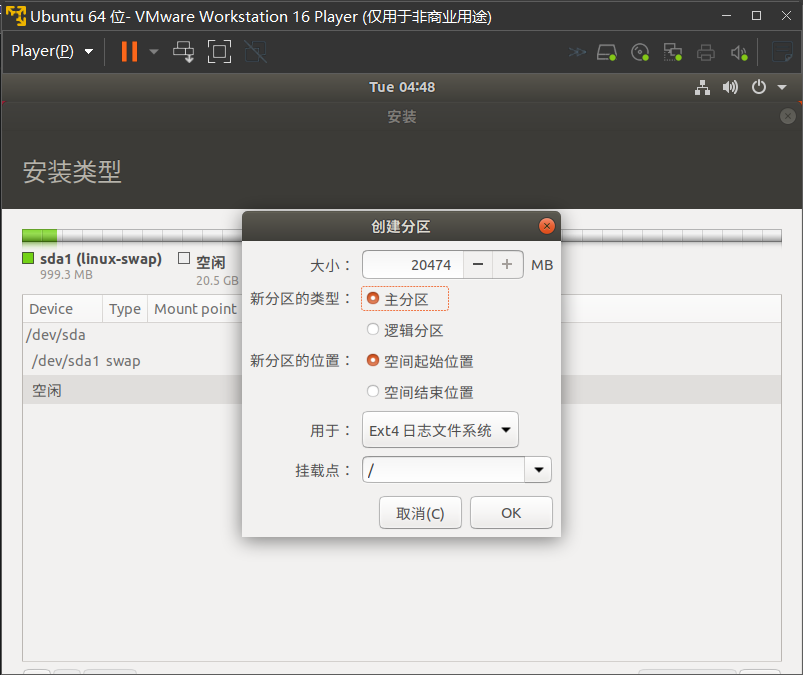 Ubuntu 64 位- VMware Workstation 16 Player (仅用于非商业用途)
Player(P)
Tue 04:48
安装
安装类型
创建分区
sda1 (linux-swap)
999.3 MB
空闲
20.5 GB
Device Type Mount point
/dev/sda
/dev/sda1 swap
空闲
大小： 20474 MB
新分区的类型： 主分区
逻辑分区
新分区的位置： 空间起始位置
空间结束位置
用于： Ext4 日志文件系统
挂载点： /
取消(C) OK